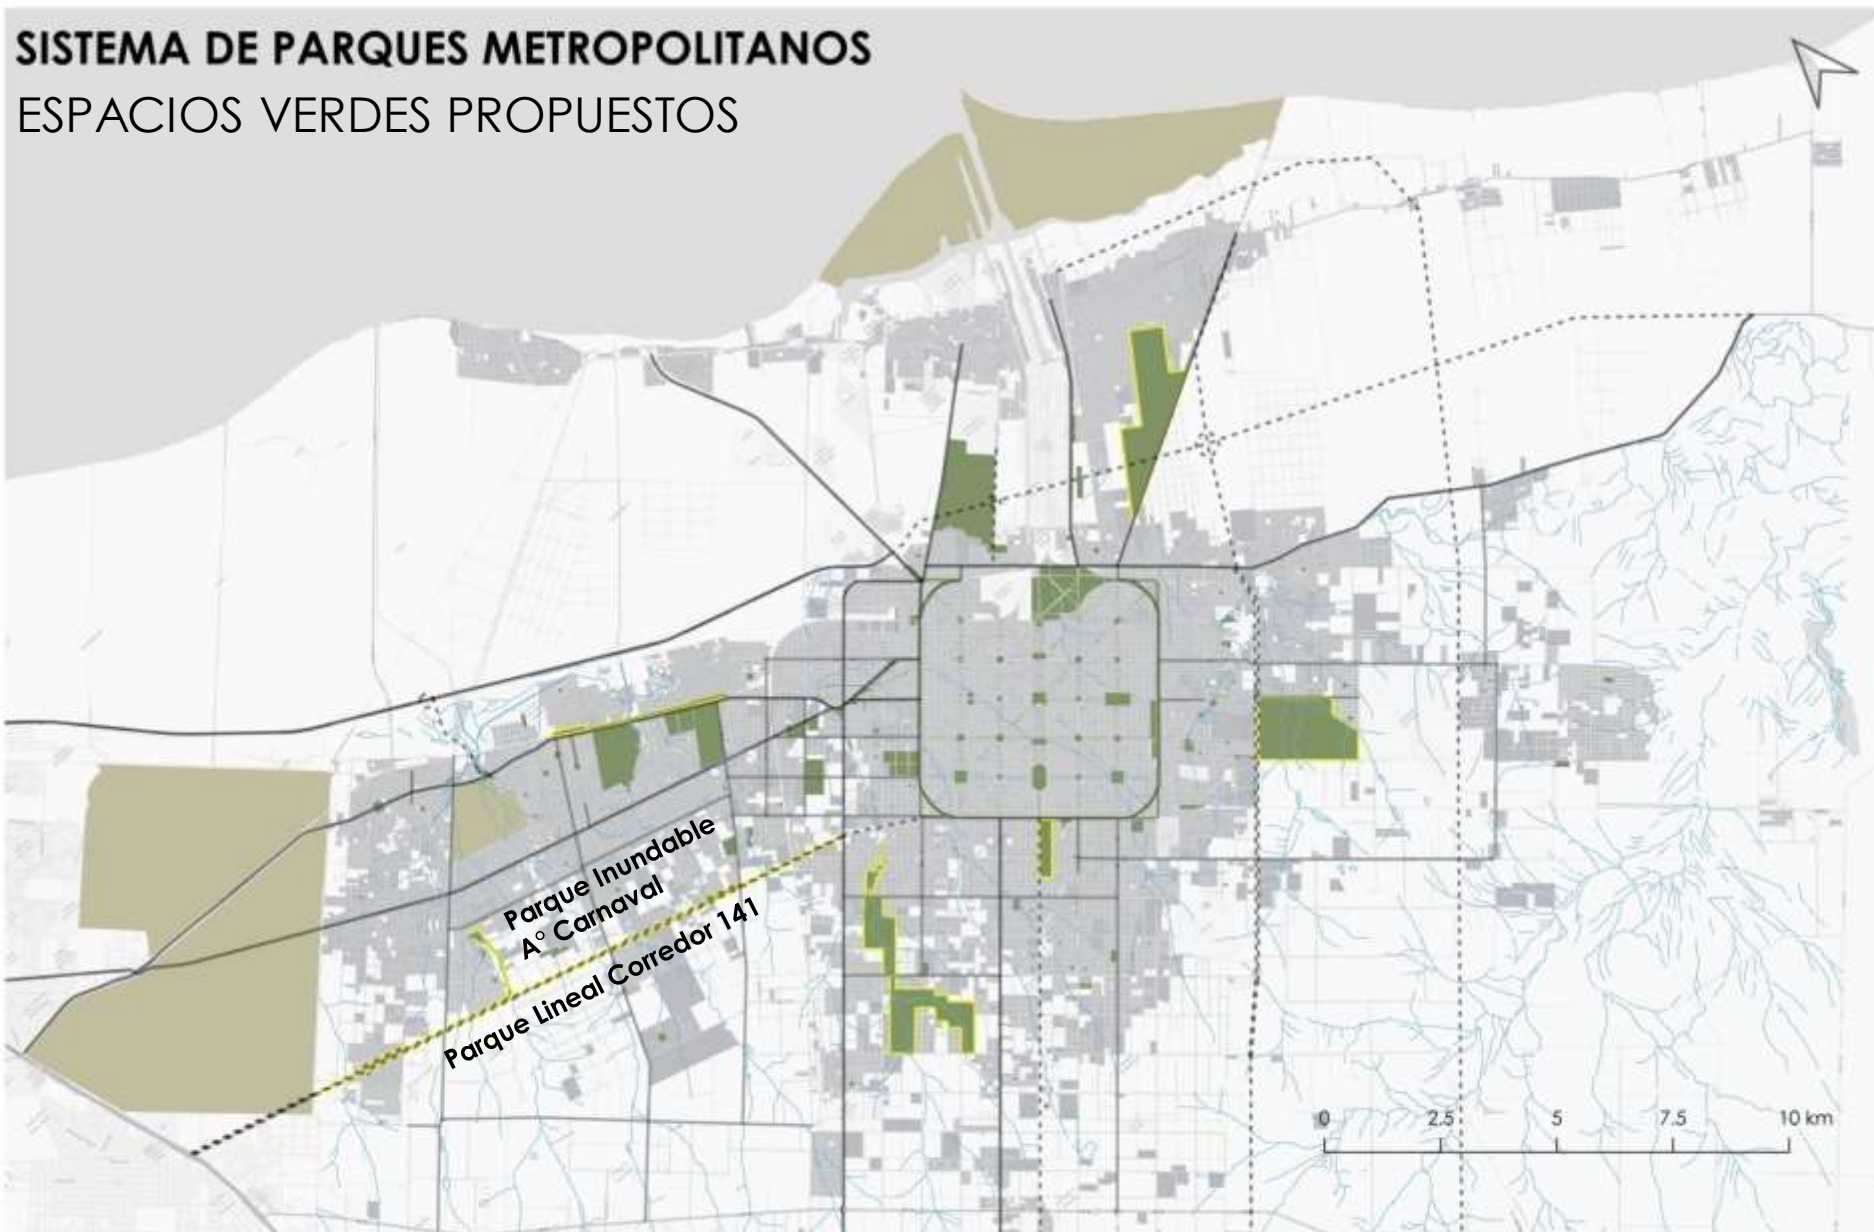 SISTEMA DE PARQUES METROPOLITANOS
ESPACIOS VERDES PROPUESTOS
Parque Inundable
A° Carnaval
Parque Lineal Corredor 141
0 2,5 5 7,5 10 km